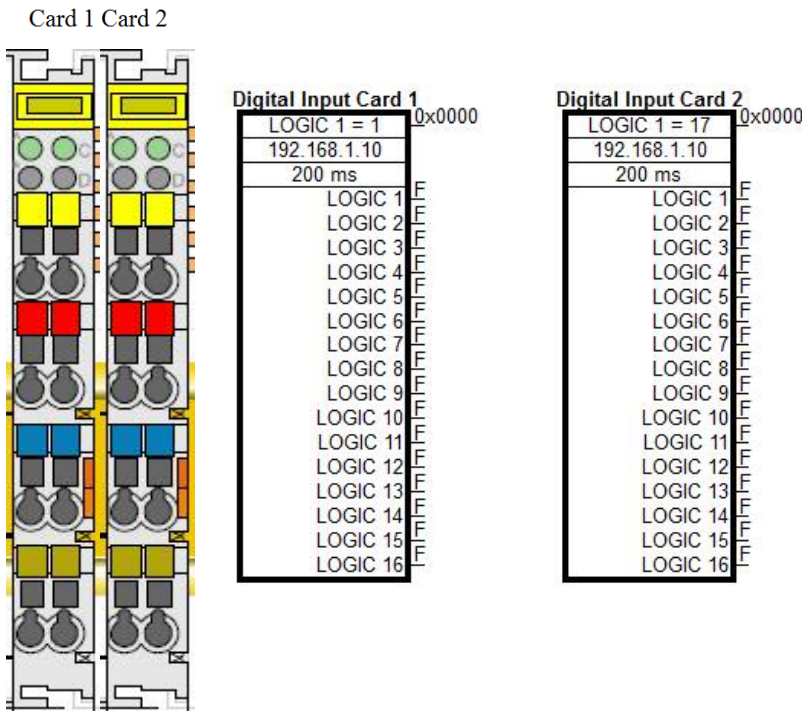 Card 1 Card 2
Digital Input Card 1
0x0000
LOGIC 1 = 1
192.168.1.10
200 ms
LOGIC 1 F
LOGIC 2 F
LOGIC 3 F
LOGIC 4 F
LOGIC 5 F
LOGIC 6 F
LOGIC 7 F
LOGIC 8 F
LOGIC 9 F
LOGIC 10 F
LOGIC 11 F
LOGIC 12 F
LOGIC 13 F
LOGIC 14 F
LOGIC 15 F
LOGIC 16 F
Digital Input Card 2
0x0000
LOGIC 1 = 17
192.168.1.10
200 ms
LOGIC 1 F
LOGIC 2 F
LOGIC 3 F
LOGIC 4 F
LOGIC 5 F
LOGIC 6 F
LOGIC 7 F
LOGIC 8 F
LOGIC 9 F
LOGIC 10 F
LOGIC 11 F
LOGIC 12 F
LOGIC 13 F
LOGIC 14 F
LOGIC 15 F
LOGIC 16 F
C
D
C
D